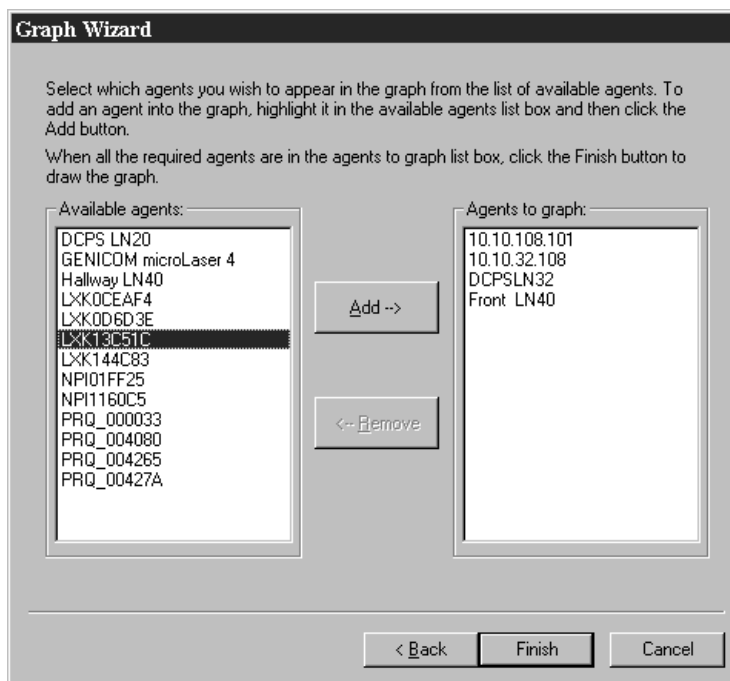 Graph Wizard
Select which agents you wish to appear in the graph from the list of available agents. To
add an agent into the graph, highlight it in the available agents list box and then click the
Add button.
When all the required agents are in the agents to graph list box, click the Finish button to
draw the graph.
Available agents:
DCPS LN20
GENICOM microLaser 4
Hallway LN40
LXK0CEAF4
LXK0D6D3E
LXK13C51C
LXK144C83
NPI01FF25
NPI1160C5
PRQ_000033
PRQ_004080
PRQ_004265
PRQ_00427A
Add -->
<-- Remove
Agents to graph:
10.10.108.101
10.10.32.108
DCPSLN32
Front LN40
< Back
Finish
Cancel